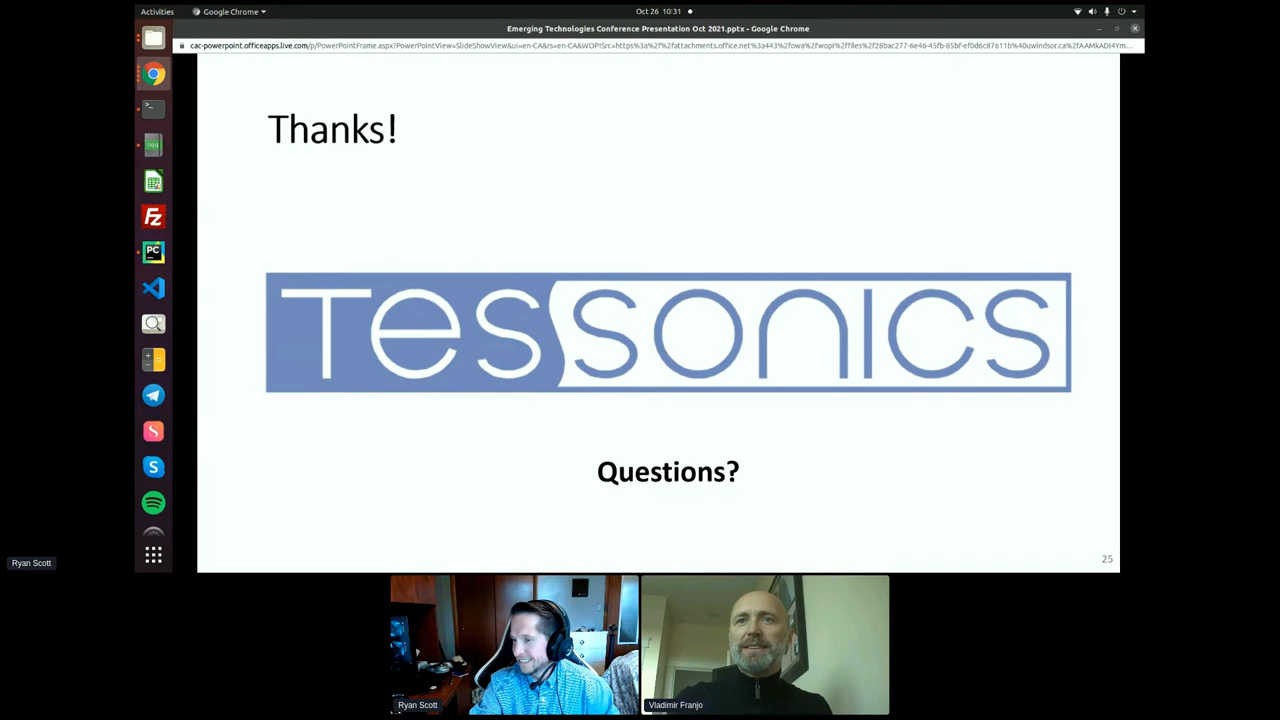 Activities
Google Chrome
Oct 26 10:31
Emerging Technologies Conference Presentation Oct 2021.pptx - Google Chrome
Thanks!
Tessonics
Questions?
25
Ryan Scott
Ryan Scott
Vladimir Franjo